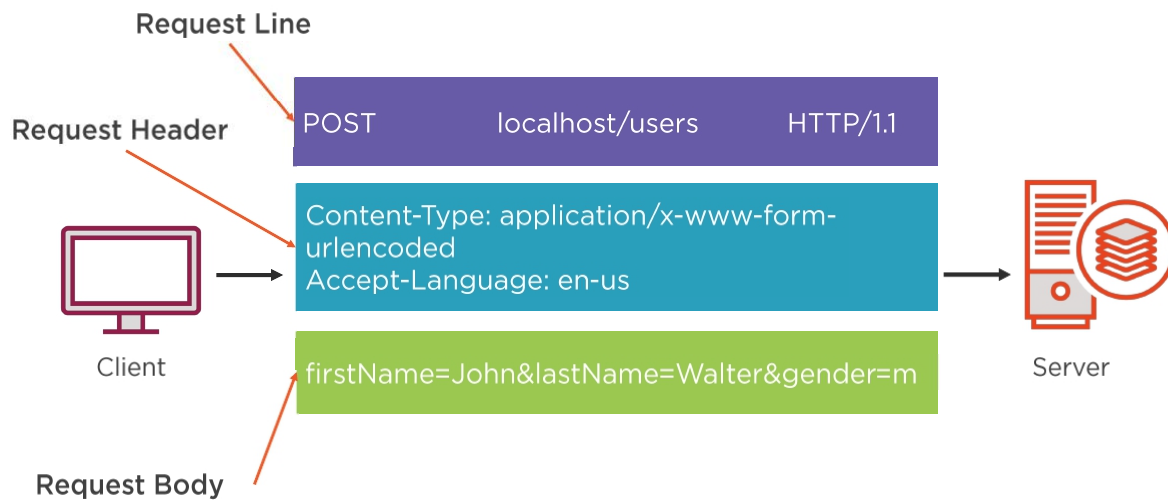 Request Line
POST localhost/users HTTP/1.1
Request Header
Content-Type: application/x-www-form-
urlencoded
Accept-Language: en-us
Client
Server
firstName=John&lastName=Walter&gender=m
Request Body